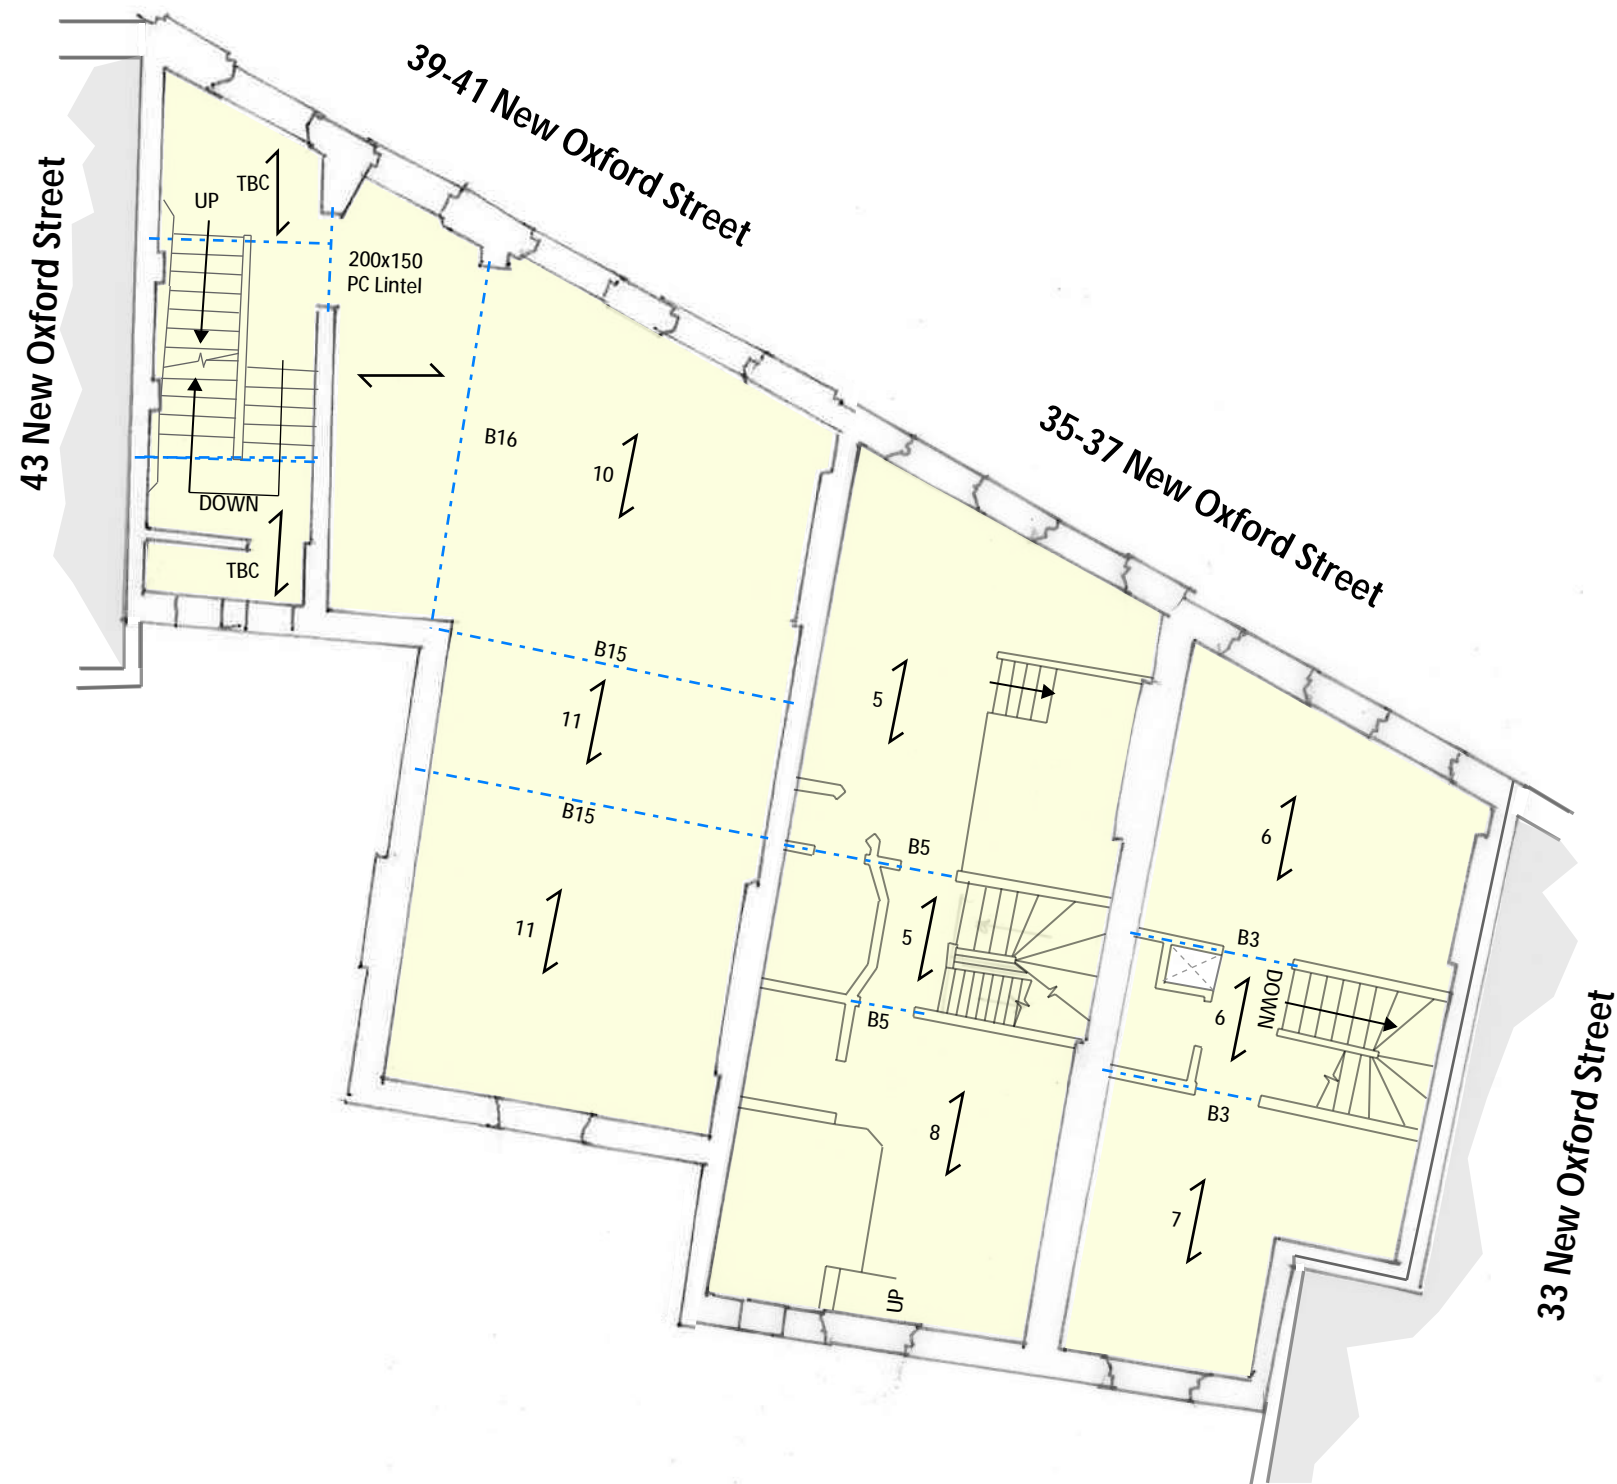 39-41 New Oxford Street
43 New Oxford Street
TBC
UP
200x150
PC Lintel
B16
10
35-37 New Oxford Street
DOWN
TBC
B15
11
5
B15
B5
6
11
5
B3
DOWN
6
B5
B3
8
7
UP
33 New Oxford Street